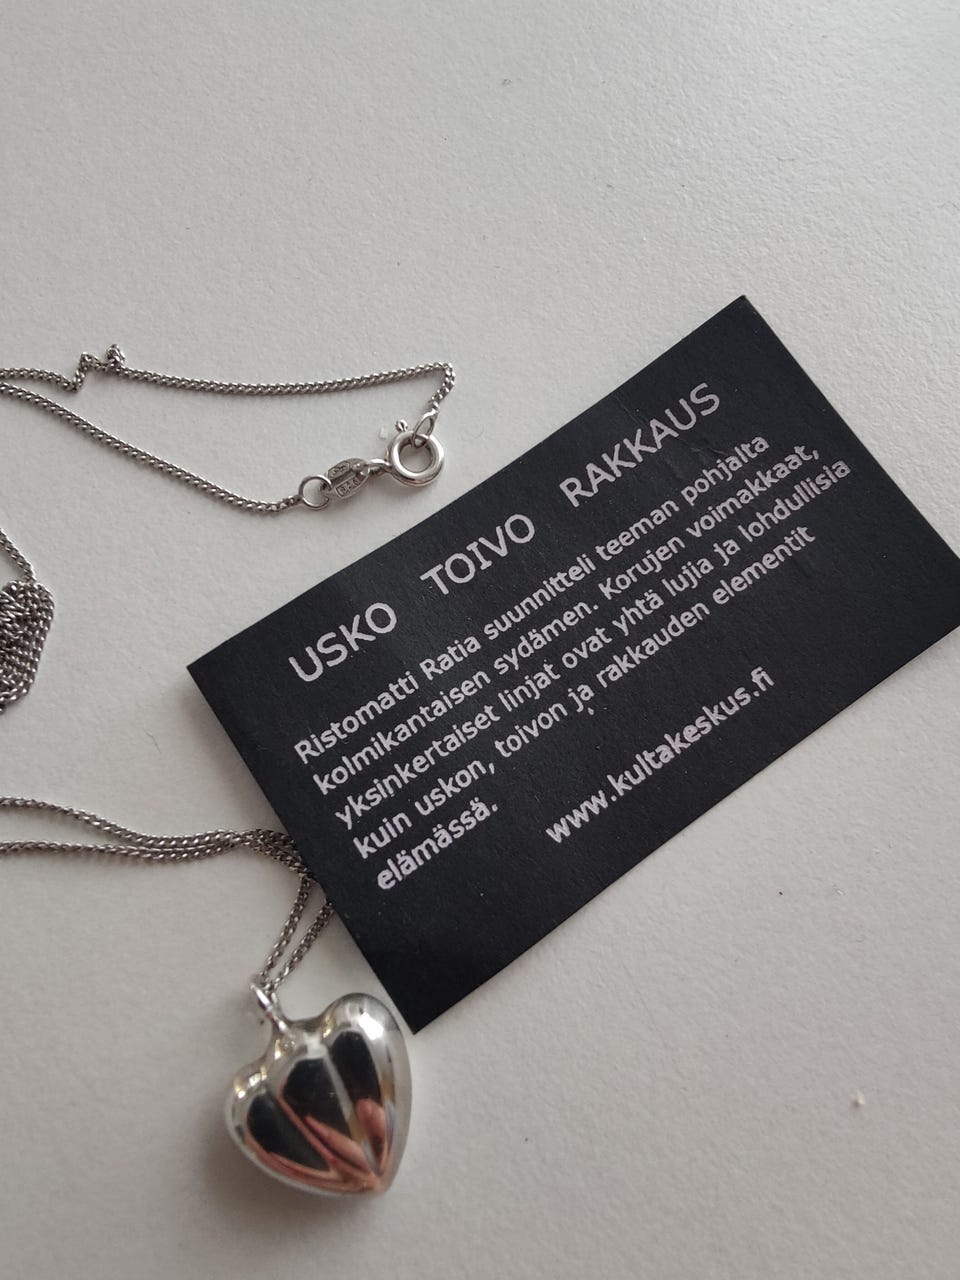 USKO TOIVO RAKKAUS
Ristomatti Ratia suunnitteli teeman pohjalta
kolmikantaisen sydämen. Korujen voimakkaat,
yksinkertaiset linjat ovat yhtä lujia ja lohdullisia
kuin uskon, toivon ja rakkauden elementit
elämässä.
www.kultakeskus.fi